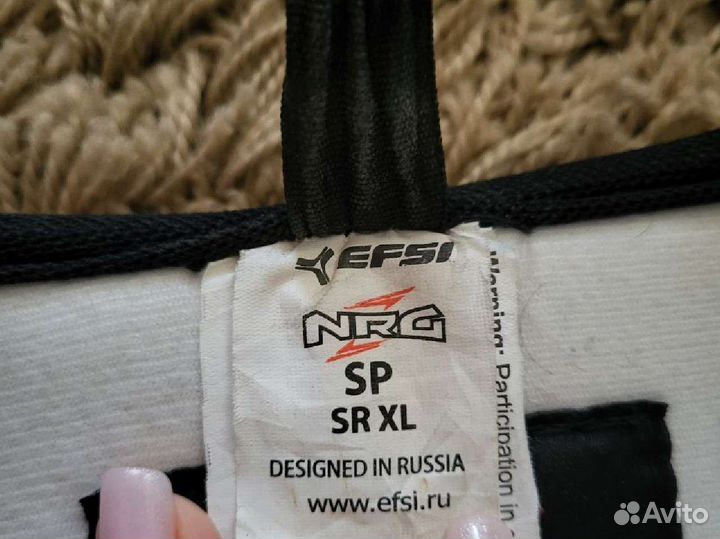 EFSI
NRG
SP
SR XL
DESIGNED IN RUSSIA
www.efsi.ru
Warning: Participation in
Avito